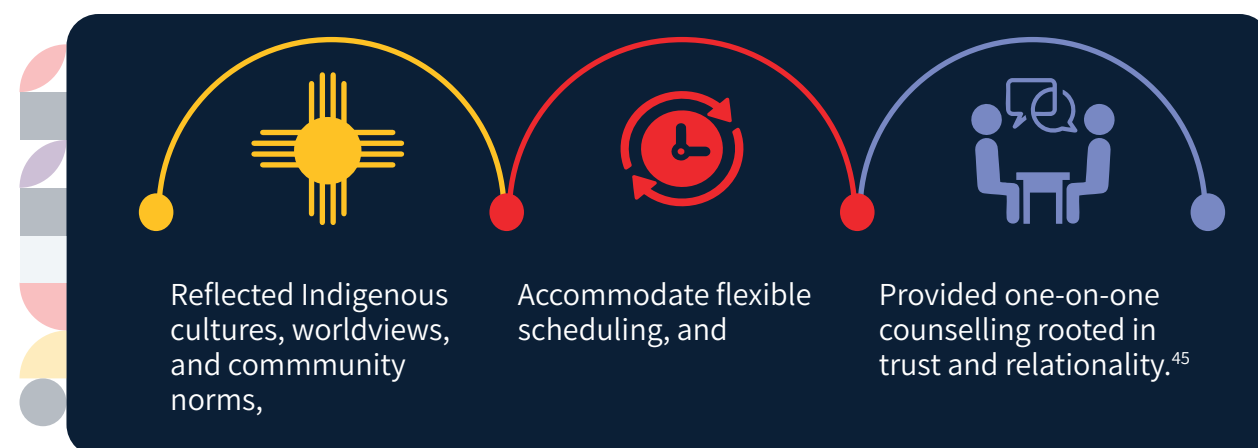 Reflected Indigenous
cultures, worldviews,
and commmunity
norms,
Accommodate flexible
scheduling, and
Provided one-on-one
counselling rooted in
trust and relationality.45